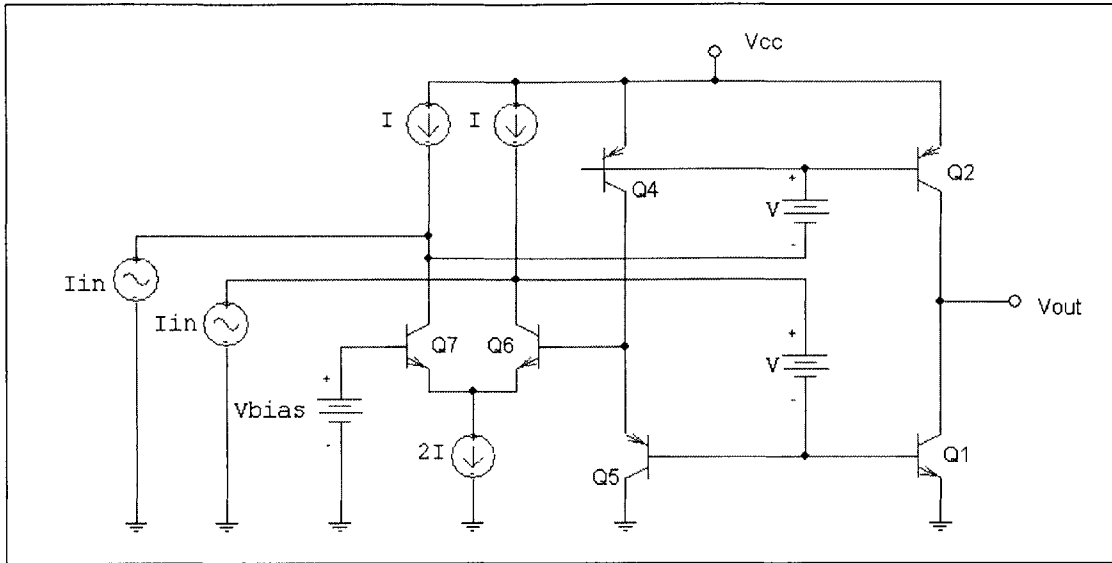 Vcc
I
I
Q4
Q2
+
V
-
Iin
Iin
Q7
Q6
Vout
+
V
-
+
Vbias
-
2I
Q5
Q1